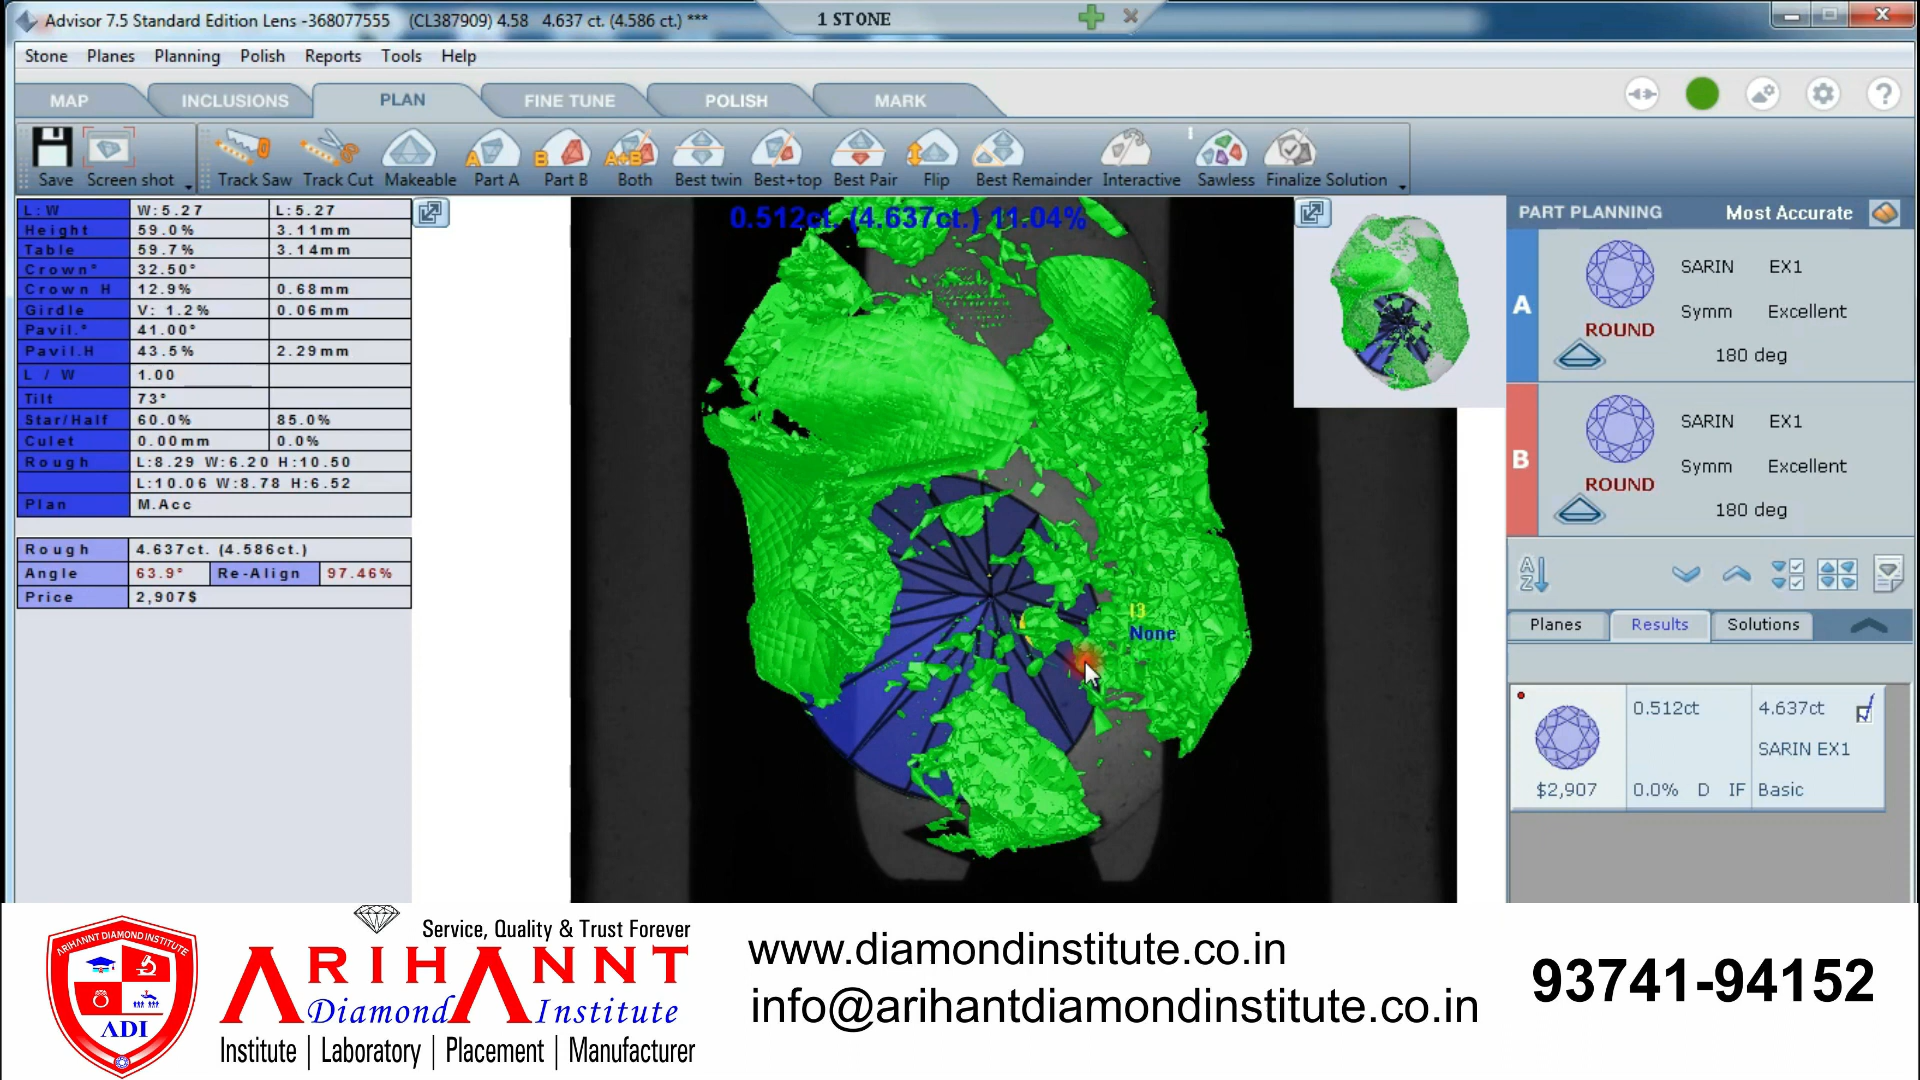 Advisor 7.5 Standard Edition Lens -368077555 (CL387909) 4.58 4.637 ct. (4.586 ct.) ***
1 STONE
Stone Planes Planning Polish Reports Tools Help
MAP INCLUSIONS PLAN FINE TUNE POLISH MARK
Save Screen shot Track Saw Track Cut Makeable Part A Part B Both Best twin Best+top Best Pair Flip Best Remainder Interactive Sawless Finalize Solution
A B A+B
L:W W:5.27 L:5.27
Height 59.0% 3.11mm
Table 59.7% 3.14mm
Crown° 32.50°
Crown H 12.9% 0.68mm
Girdle V: 1.2% 0.06mm
Pavil.° 41.00°
Pavil.H 43.5% 2.29mm
L / W 1.00
Tilt 73°
Star/Half 60.0% 85.0%
Culet 0.00mm 0.0%
Rough L:8.29 W:6.20 H:10.50
L:10.06 W:8.78 H:6.52
Plan M.Acc
Rough 4.637ct. (4.586ct.)
Angle 63.9° Re-Align 97.46%
Price 2,907$
0.512ct. (4.637ct.) 11.04%
I3
None
PART PLANNING Most Accurate
A
SARIN EX1
Symm Excellent
ROUND
180 deg
B
SARIN EX1
Symm Excellent
ROUND
180 deg
A
Z
Planes Results Solutions
0.512ct 4.637ct
SARIN EX1
$2,907 0.0% D IF Basic
ARIHANNT DIAMOND INSTITUTE
ADI
Service, Quality & Trust Forever
ARIHANNT
Diamond Institute
Institute | Laboratory | Placement | Manufacturer
www.diamondinstitute.co.in
info@arihantdiamondinstitute.co.in
93741-94152